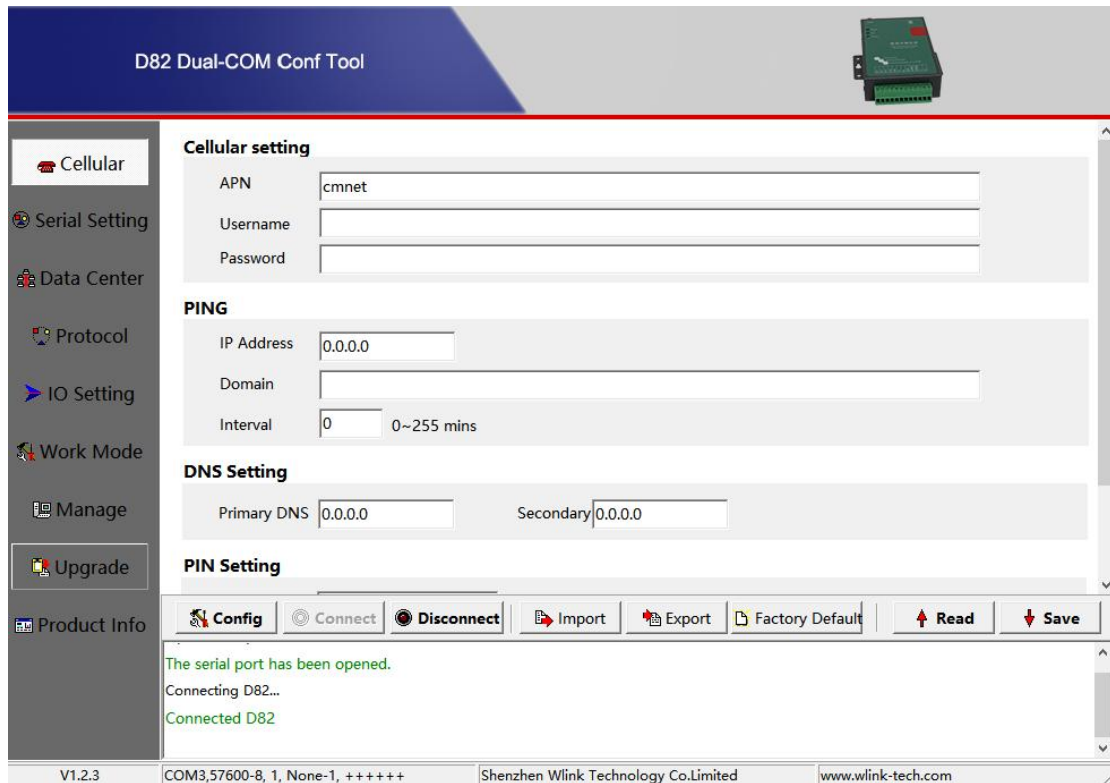 D82 Dual-COM Conf Tool
Cellular
Serial Setting
Data Center
Protocol
IO Setting
Work Mode
Manage
Upgrade
Product Info
Cellular setting
APN cmnet
Username
Password
PING
IP Address 0.0.0.0
Domain
Interval 0 0~255 mins
DNS Setting
Primary DNS 0.0.0.0 Secondary 0.0.0.0
PIN Setting
Config Connect Disconnect Import Export Factory Default Read Save
The serial port has been opened.
Connecting D82...
Connected D82
V1.2.3 COM3,57600-8, 1, None-1, ++++++ Shenzhen Wlink Technology Co.Limited www.wlink-tech.com